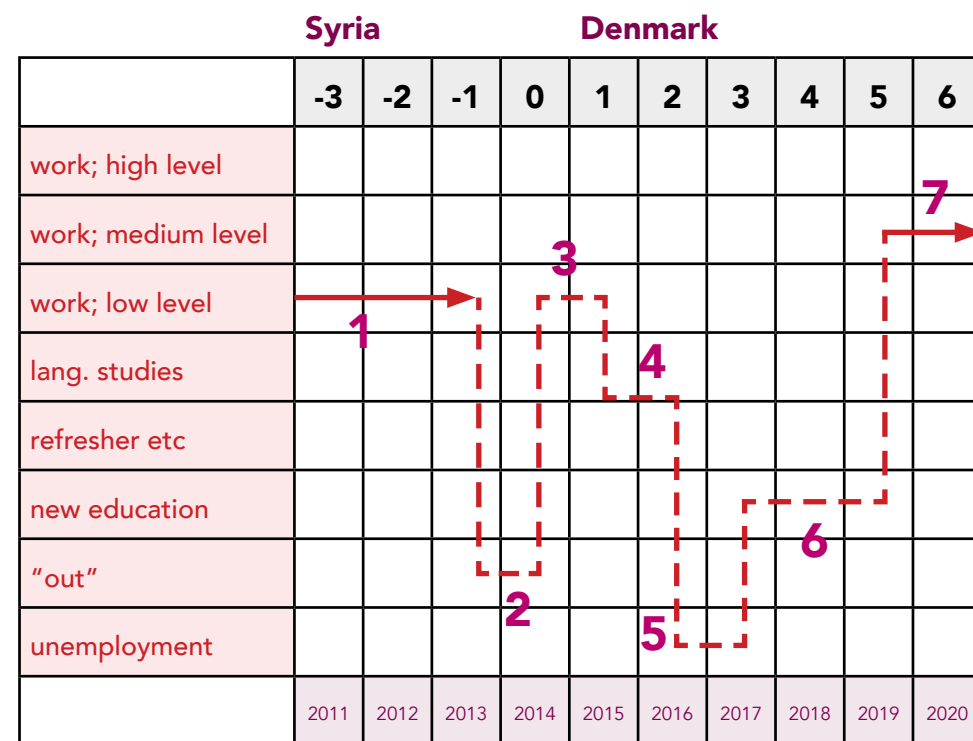 Syria Denmark
-3 -2 -1 0 1 2 3 4 5 6
work; high level
7
work; medium level
3
work; low level
1
4
lang. studies
refresher etc
new education
6
“out”
2
5
unemployment
2011 2012 2013 2014 2015 2016 2017 2018 2019 2020